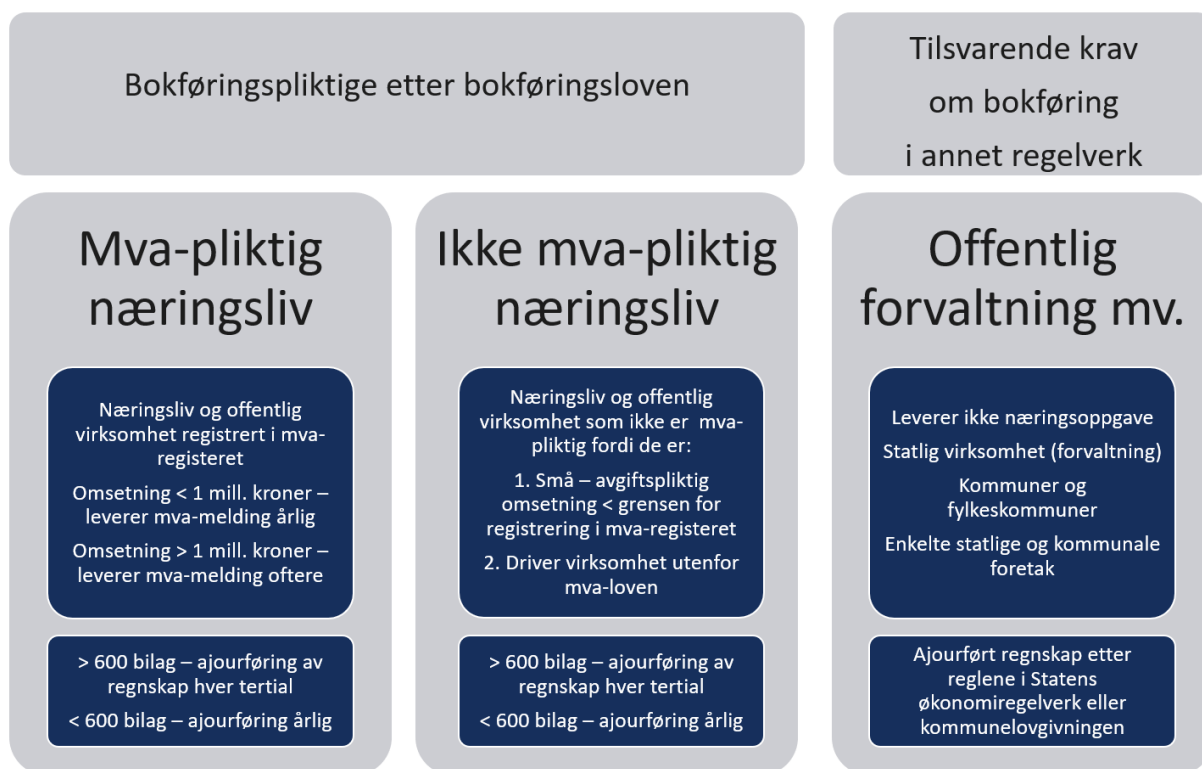 Bokføringspliktige etter bokføringsloven
Tilsvarende krav
om bokføring
i annet regelverk
Mva-pliktig
næringsliv
Næringsliv og offentlig
virksomhet registrert i mva-
registeret
Omsetning < 1 mill. kroner –
leverer mva-melding årlig
Omsetning > 1 mill. kroner –
leverer mva-melding oftere
> 600 bilag – ajourføring av
regnskap hver tertial
< 600 bilag – ajourføring årlig
Ikke mva-pliktig
næringsliv
Næringsliv og offentlig
virksomhet som ikke er mva-
pliktig fordi de er:
1. Små – avgiftspliktig
omsetning < grensen for
registrering i mva-registeret
2. Driver virksomhet utenfor
mva-loven
> 600 bilag – ajourføring av
regnskap hver tertial
< 600 bilag – ajourføring årlig
Offentlig
forvaltning mv.
Leverer ikke næringsoppgave
Statlig virksomhet (forvaltning)
Kommuner og
fylkeskommuner
Enkelte statlige og kommunale
foretak
Ajourført regnskap etter
reglene i Statens
økonomiregelverk eller
kommunelovgivningen